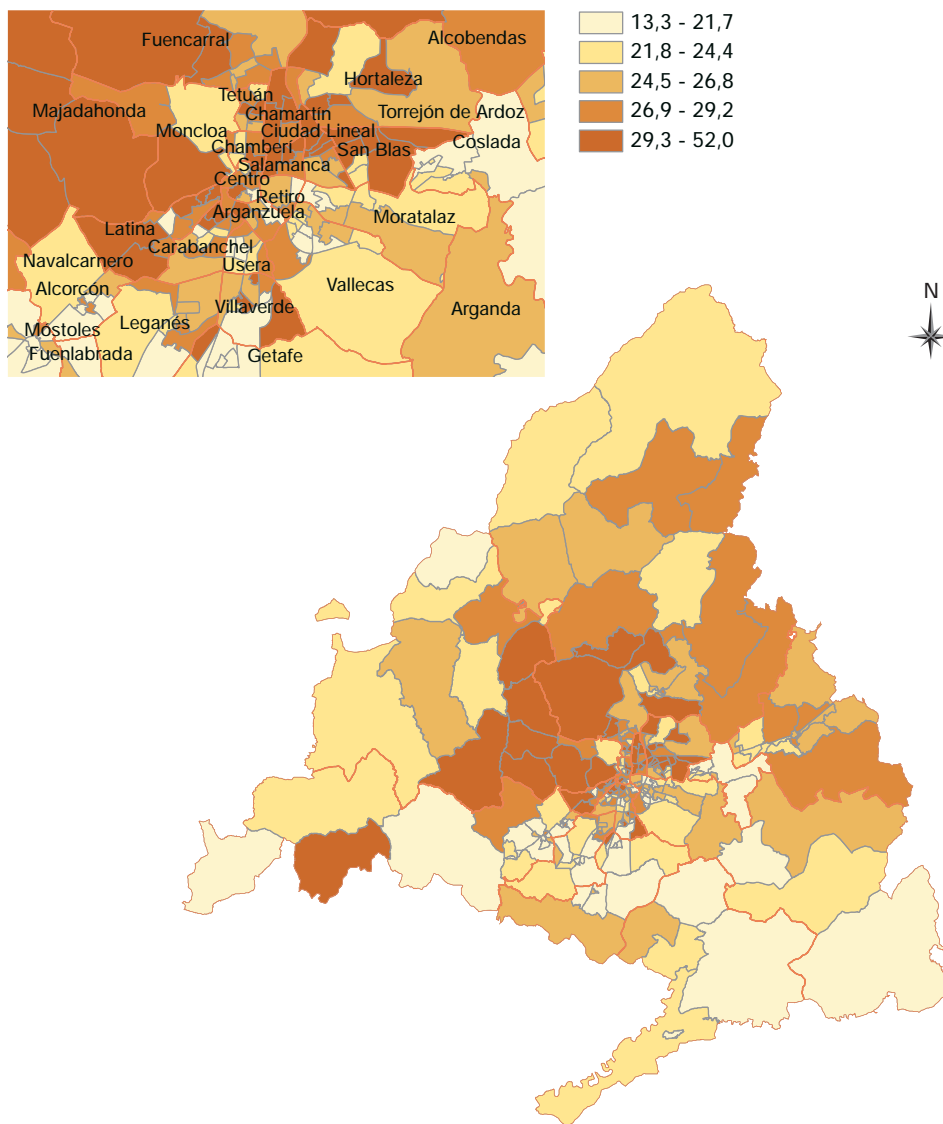 13,3 - 21,7
21,8 - 24,4
24,5 - 26,8
26,9 - 29,2
29,3 - 52,0
Fuencarral
Alcobendas
Hortaleza
Tetuán
Majadahonda
Chamartín
Torrejón de Ardoz
Moncloa
Ciudad Lineal
Coslada
Chamberí
San Blas
Salamanca
Centro
Retiro
Arganzuela
Moratalaz
Latina
Carabanchel
Navalcarnero
Usera
Alcorcón
Vallecas
Villaverde
Arganda
Móstoles
Leganés
Fuenlabrada
Getafe
N